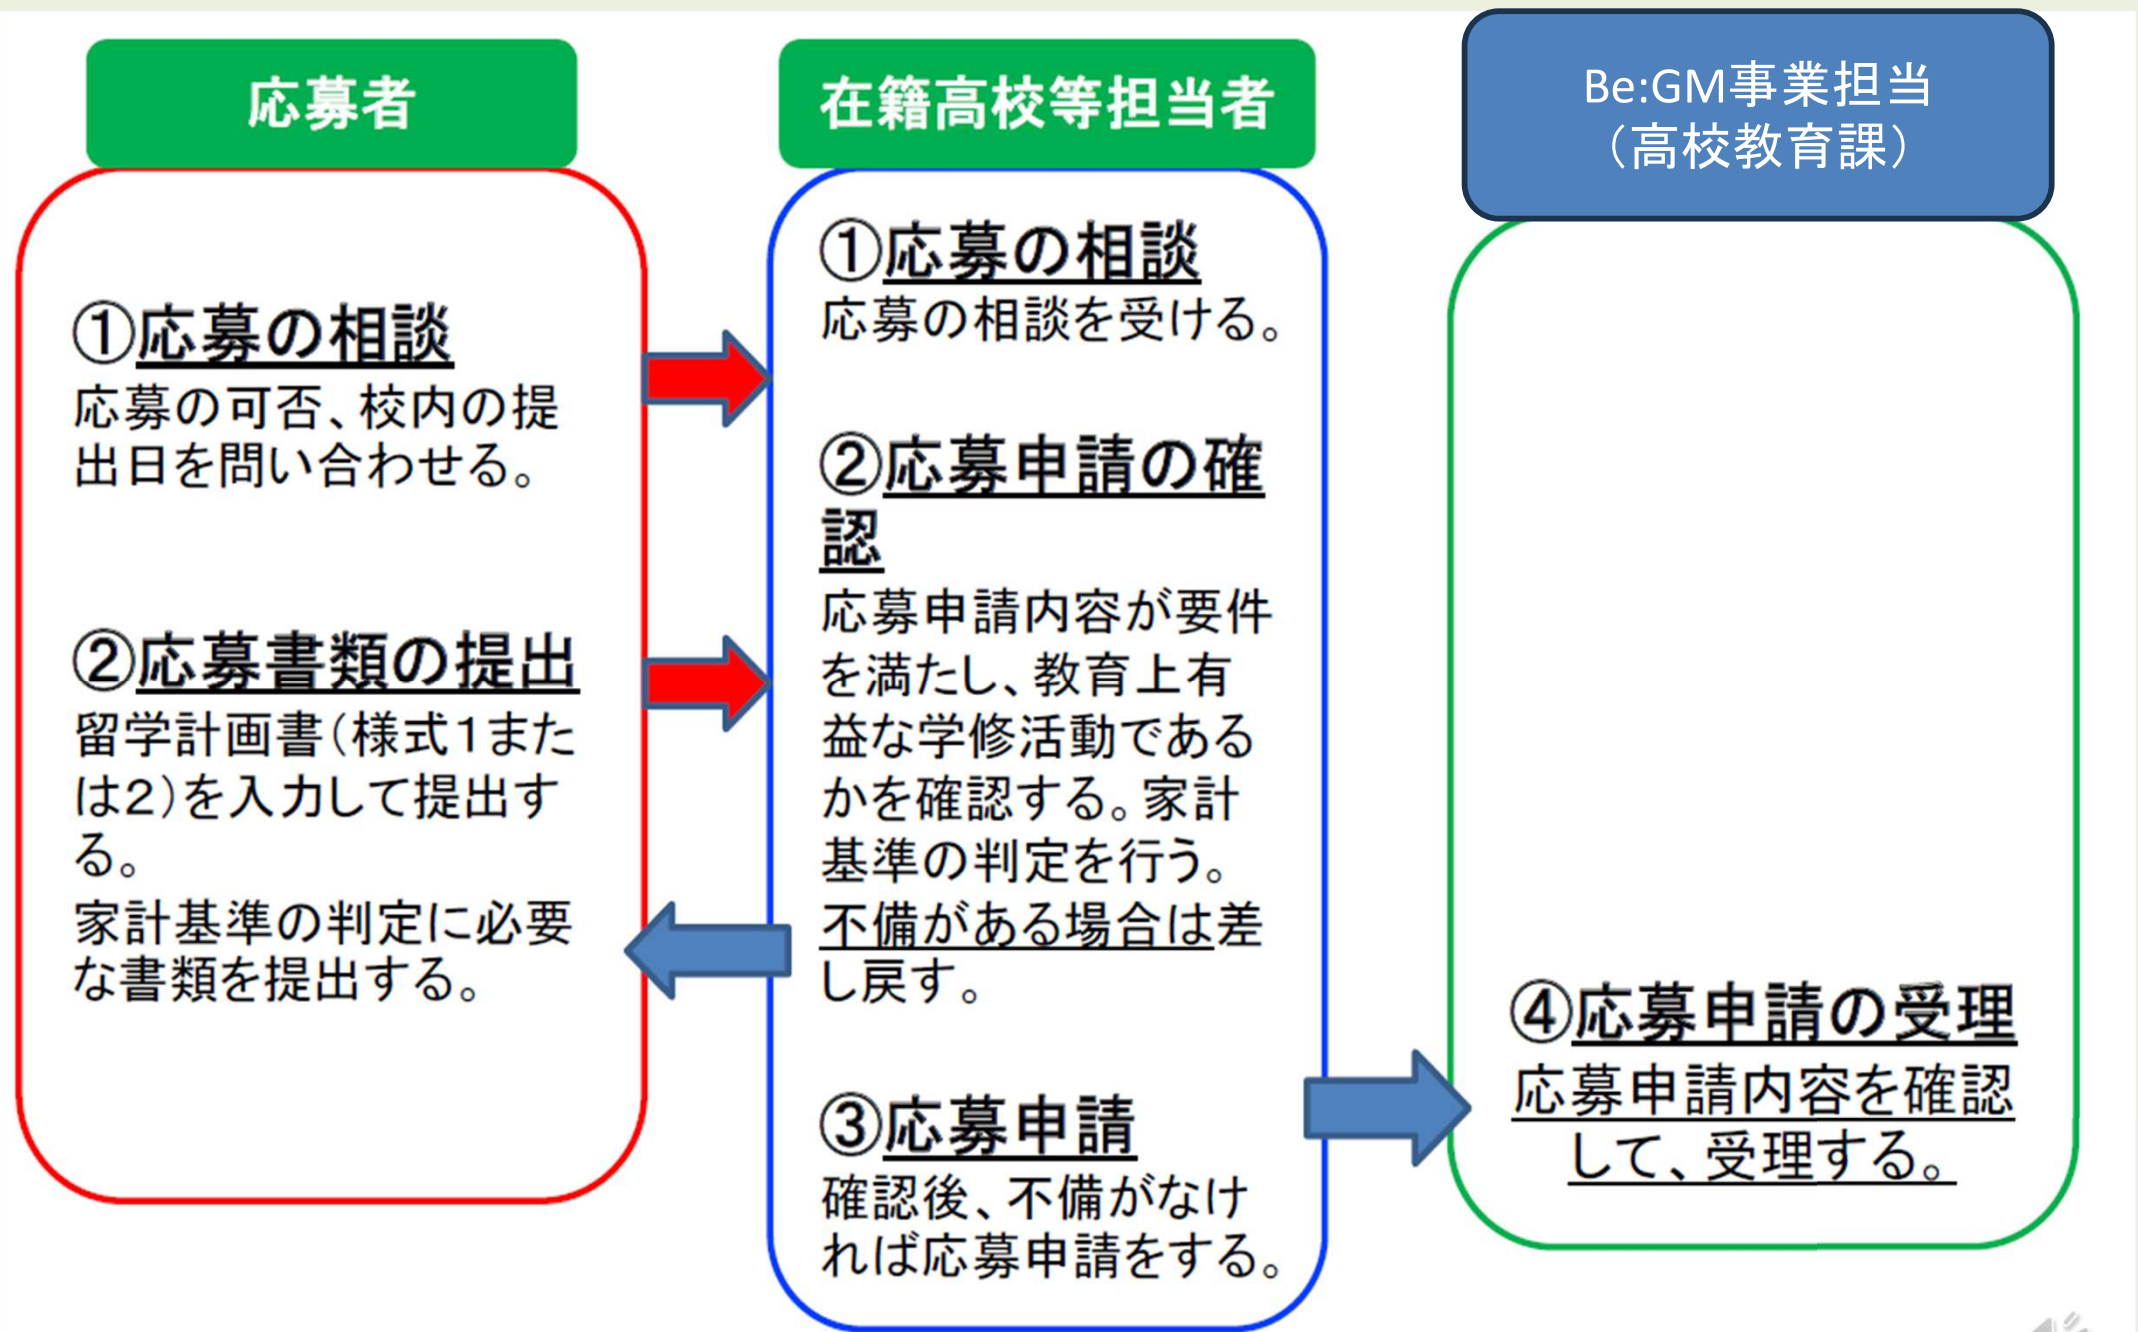 応募者
①応募の相談
応募の可否、校内の提
出日を問い合わせる。
②応募書類の提出
留学計画書(様式1また
は2)を入力して提出す
る。
家計基準の判定に必要
な書類を提出する。
在籍高校等担当者
①応募の相談
応募の相談を受ける。
②応募申請の確
認
応募申請内容が要件
を満たし、教育上有
益な学修活動である
かを確認する。家計
基準の判定を行う。
不備がある場合は差
し戻す。
③応募申請
確認後、不備がなけ
れば応募申請をする。
Be:GM事業担当
（高校教育課）
④応募申請の受理
応募申請内容を確認
して、受理する。